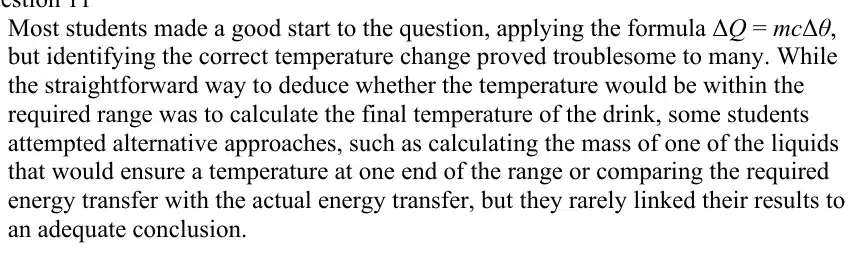 Most students made a good start to the question, applying the formula ΔQ = mcΔθ,
but identifying the correct temperature change proved troublesome to many. While
the straightforward way to deduce whether the temperature would be within the
required range was to calculate the final temperature of the drink, some students
attempted alternative approaches, such as calculating the mass of one of the liquids
that would ensure a temperature at one end of the range or comparing the required
energy transfer with the actual energy transfer, but they rarely linked their results to
an adequate conclusion.